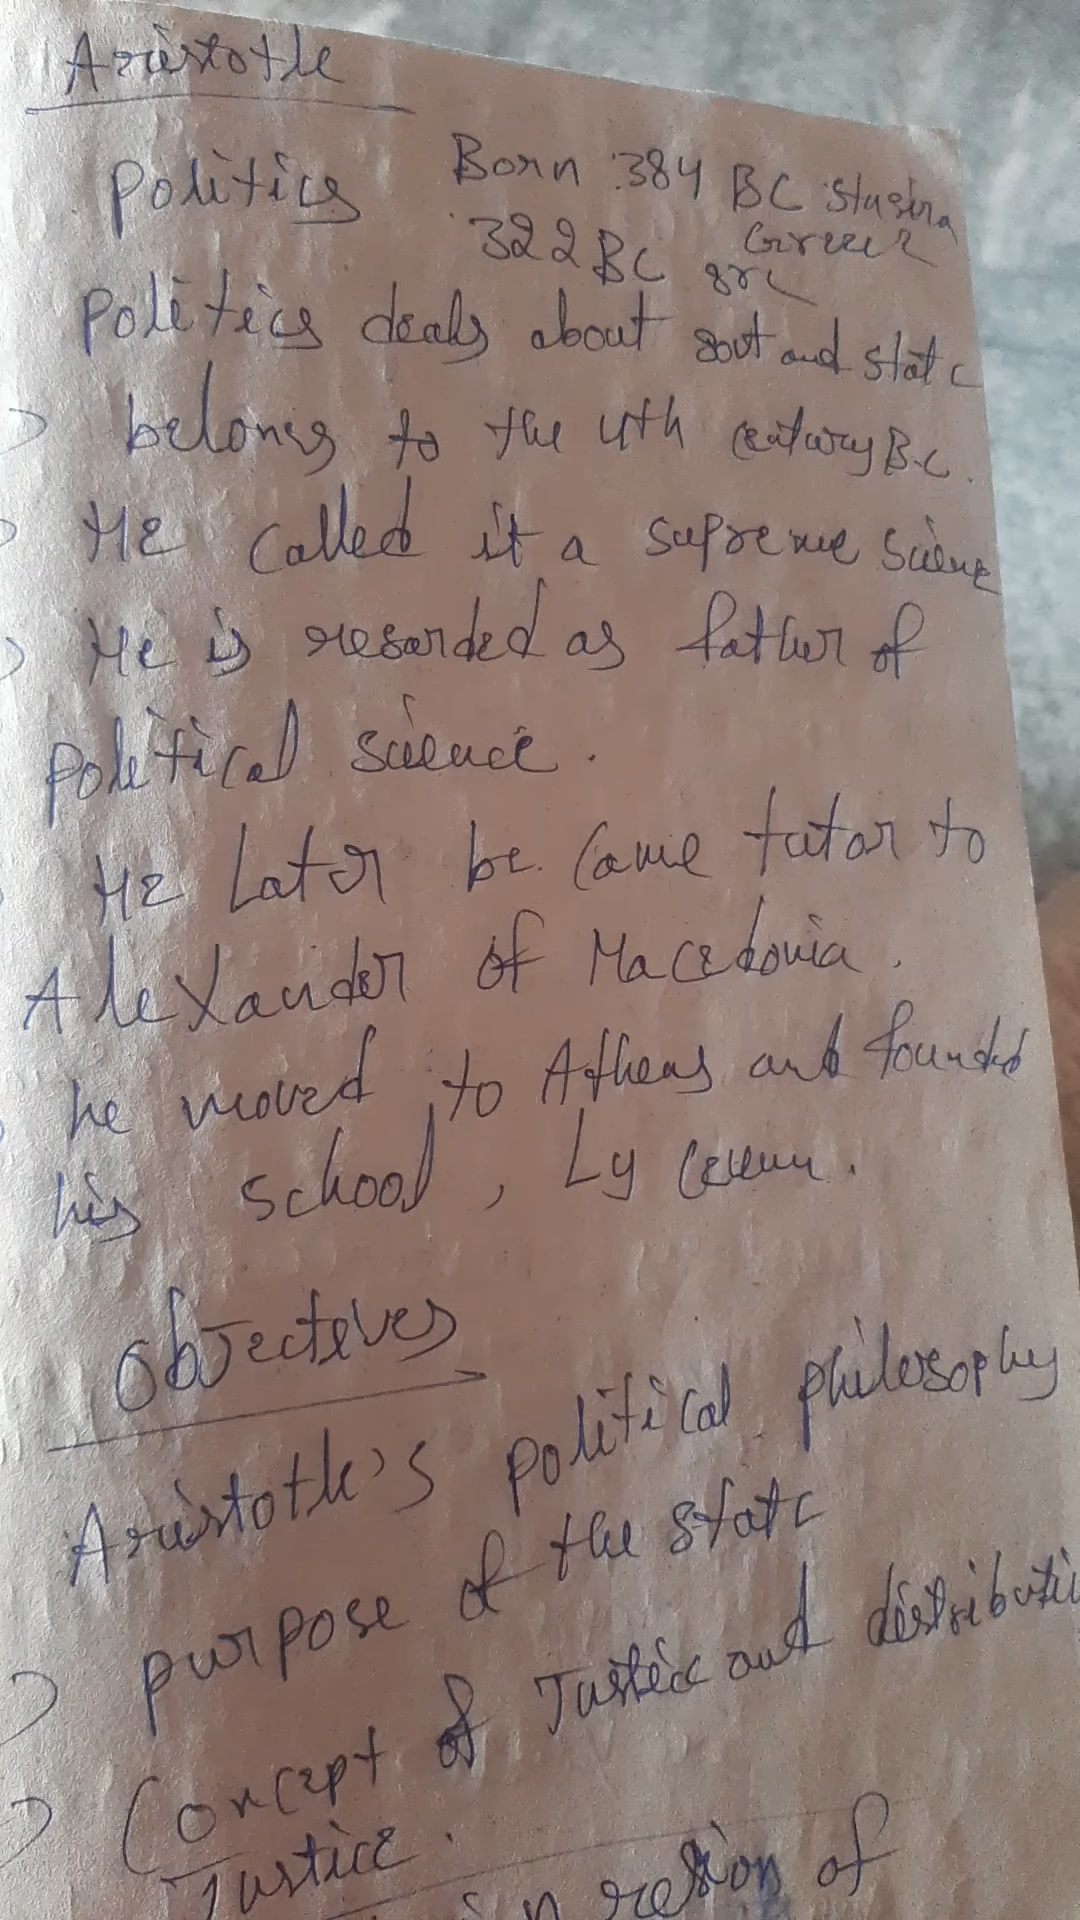 Aristotle
Politics Born 384 BC Stagira
322 BC Greece
Politics deals about govt and state
belongs to the 4th century B.C.
He called it a supreme science
He is regarded as father of
political science.
He Later be came tutor to
Alexander of Macedonia.
he moved to Athens and founded
his school, Lyceum.
Objectives
Aristotle's political philosophy
purpose of the state
Concept of Justice and distributi
Justice.
of